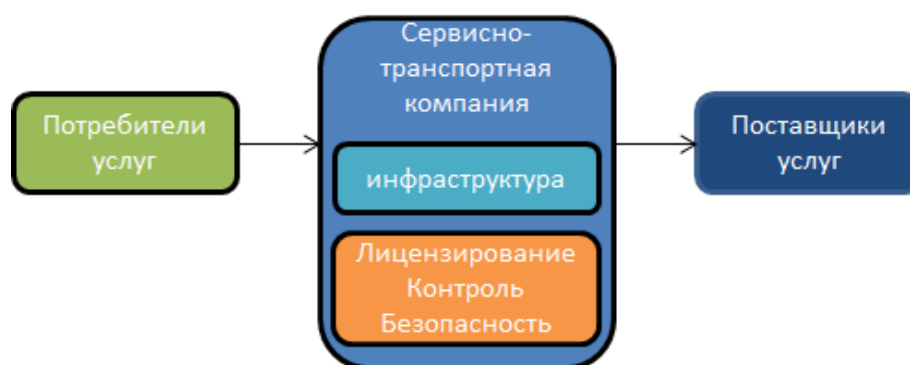 Потребители
услуг
Сервисно-
транспортная
компания
инфраструктура
Лицензирование
Контроль
Безопасность
Поставщики
услуг